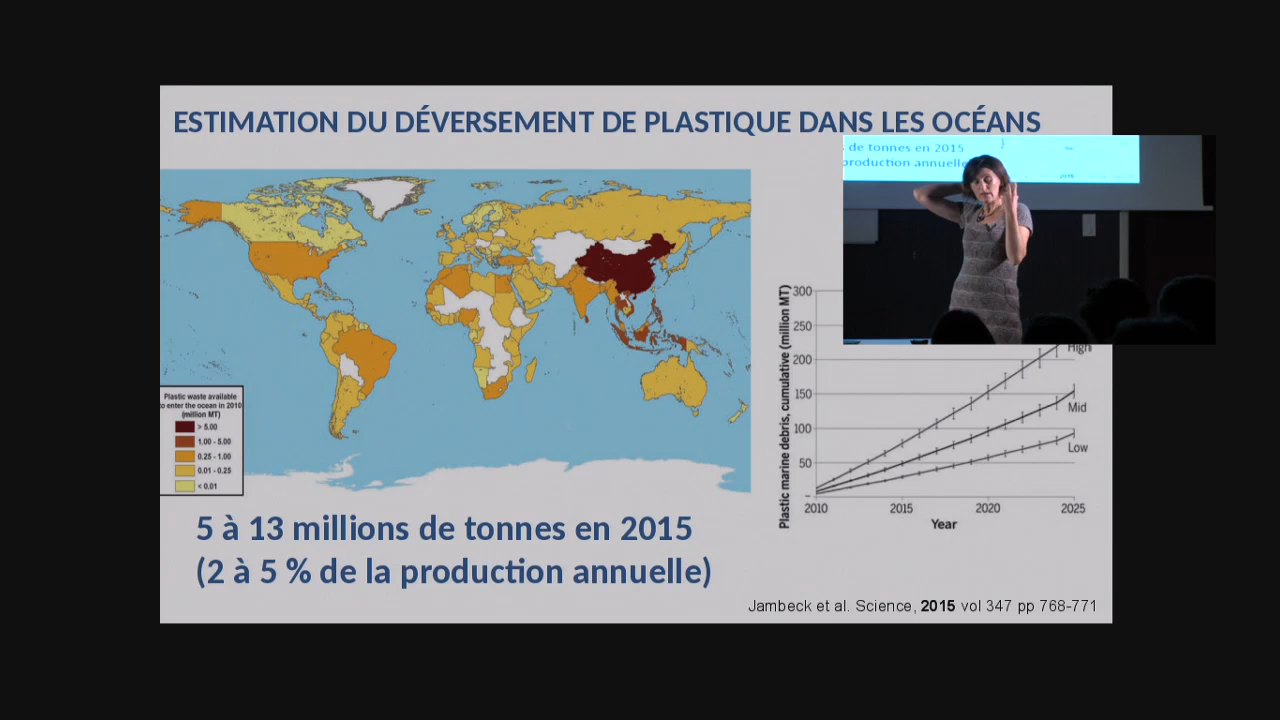 ESTIMATION DU DÉVERSEMENT DE PLASTIQUE DANS LES OCÉANS
de tonnes en 2015
production annuelle
2015
Plastic waste available
to enter the ocean in 2010
(million MT)
> 5.00
1.00 - 5.00
0.25 - 1.00
0.01 - 0.25
< 0.01
Plastic marine debris, cumulative (million MT)
300
250
200
150
100
50
–
High
Mid
Low
2010
2015
2020
2025
Year
5 à 13 millions de tonnes en 2015
(2 à 5 % de la production annuelle)
Jambeck et al. Science, 2015 vol 347 pp 768-771